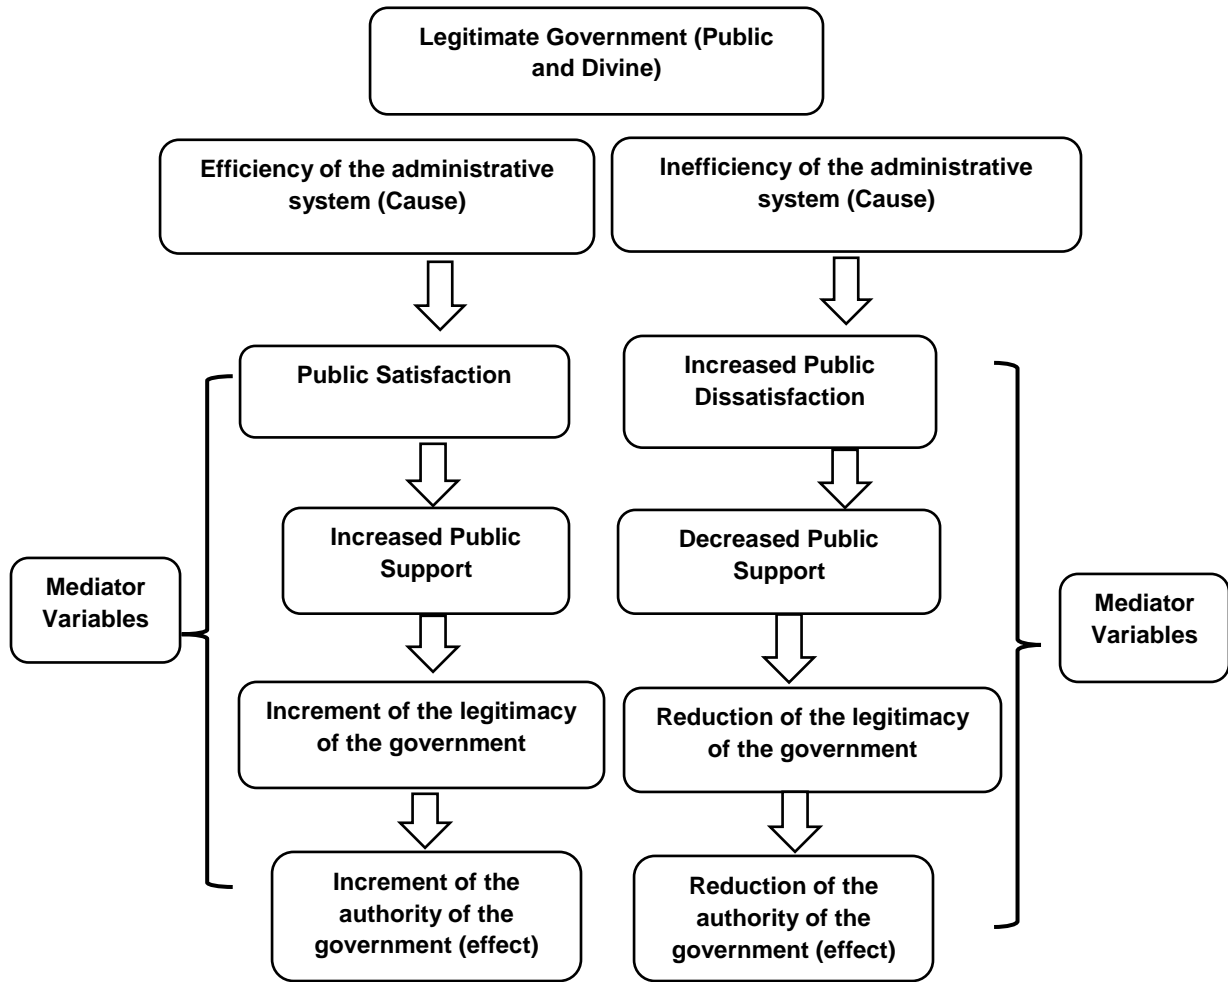 Legitimate Government (Public
and Divine)
Efficiency of the administrative
system (Cause)
Inefficiency of the administrative
system (Cause)
Public Satisfaction
Increased Public
Dissatisfaction
Increased Public
Support
Decreased Public
Support
Mediator
Variables
Mediator
Variables
Increment of the legitimacy
of the government
Reduction of the legitimacy
of the government
Increment of the
authority of the
government (effect)
Reduction of the
authority of the
government (effect)